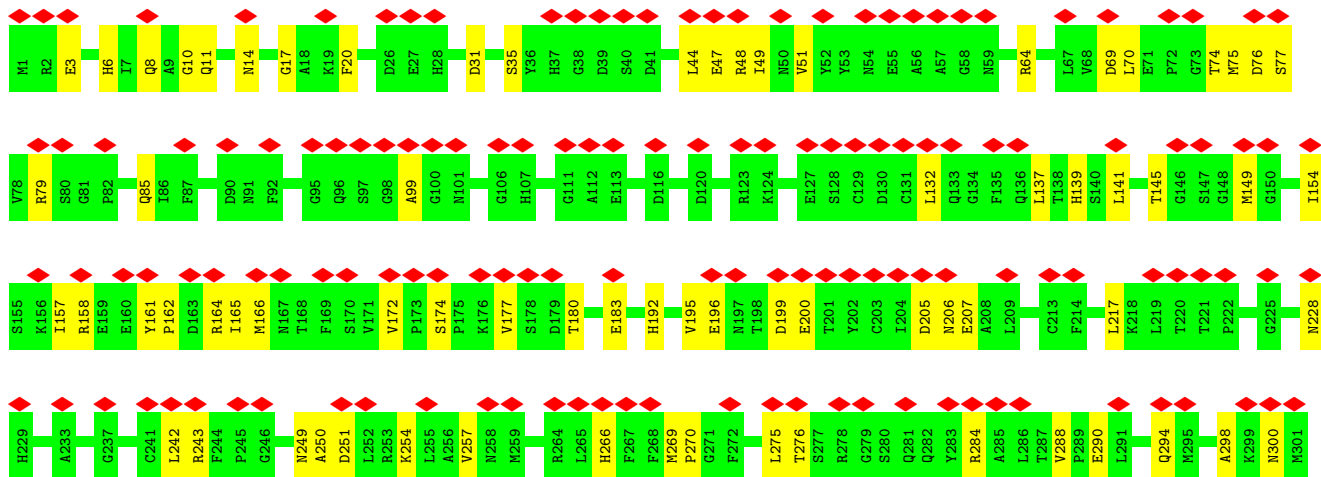 M1 R2 E3 H6 I7 Q8 A9 G10 Q11 N14 G17 A18 K19 F20 D26 E27 H28 D31 S35 Y36 H37 G38 D39 S40 D41 L44 E47 R48 I49 N50 V51 Y52 Y53 N54 E55 A56 A57 G58 N59 R64 L67 V68 D69 L70 E71 P72 G73 T74 M75 D76 S77
V78 R79 S80 G81 P82 Q85 I86 F87 D90 N91 F92 G95 Q96 S97 G98 A99 G100 N101 G106 H107 G111 A112 E113 D116 D120 R123 K124 E127 S128 C129 D130 C131 L132 Q133 G134 F135 Q136 L137 T138 H139 S140 L141 T145 G146 S147 G148 M149 G150 I154
S155 K156 I157 R158 E159 E160 Y161 P162 D163 R164 I165 M166 N167 T168 F169 S170 V171 V172 P173 S174 P175 K176 V177 S178 D179 T180 E183 H192 V195 E196 N197 T198 D199 E200 T201 Y202 C203 I204 D205 N206 E207 A208 L209 C213 F214 L217 K218 L219 T220 T221 P222 G225 N228
H229 A233 G237 C241 L242 R243 F244 P245 G246 N249 A250 D251 L252 R253 K254 L255 A256 V257 N258 M259 R264 L265 H266 F267 F268 M269 P270 G271 F272 L275 T276 S277 R278 G279 S280 Q281 Q282 Y283 R284 A285 L286 T287 V288 P289 E290 L291 Q294 M295 A298 K299 N300 M301